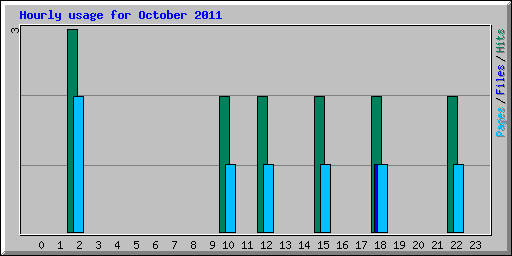 Hourly usage for October 2011
3
Pages/Files/Hits
0 1 2 3 4 5 6 7 8 9 10 11 12 13 14 15 16 17 18 19 20 21 22 23